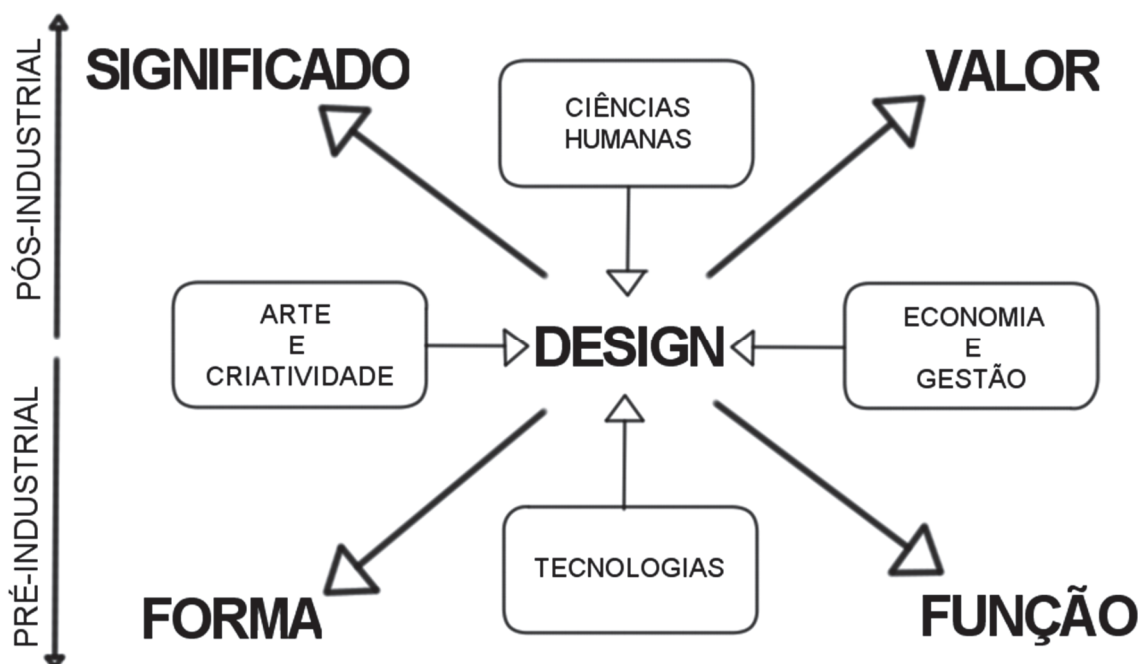 PÓS-INDUSTRIAL
PRÉ-INDUSTRIAL
SIGNIFICADO
VALOR
CIÊNCIAS
HUMANAS
ARTE
E
CRIATIVIDADE
DESIGN
ECONOMIA
E
GESTÃO
TECNOLOGIAS
FORMA
FUNÇÃO